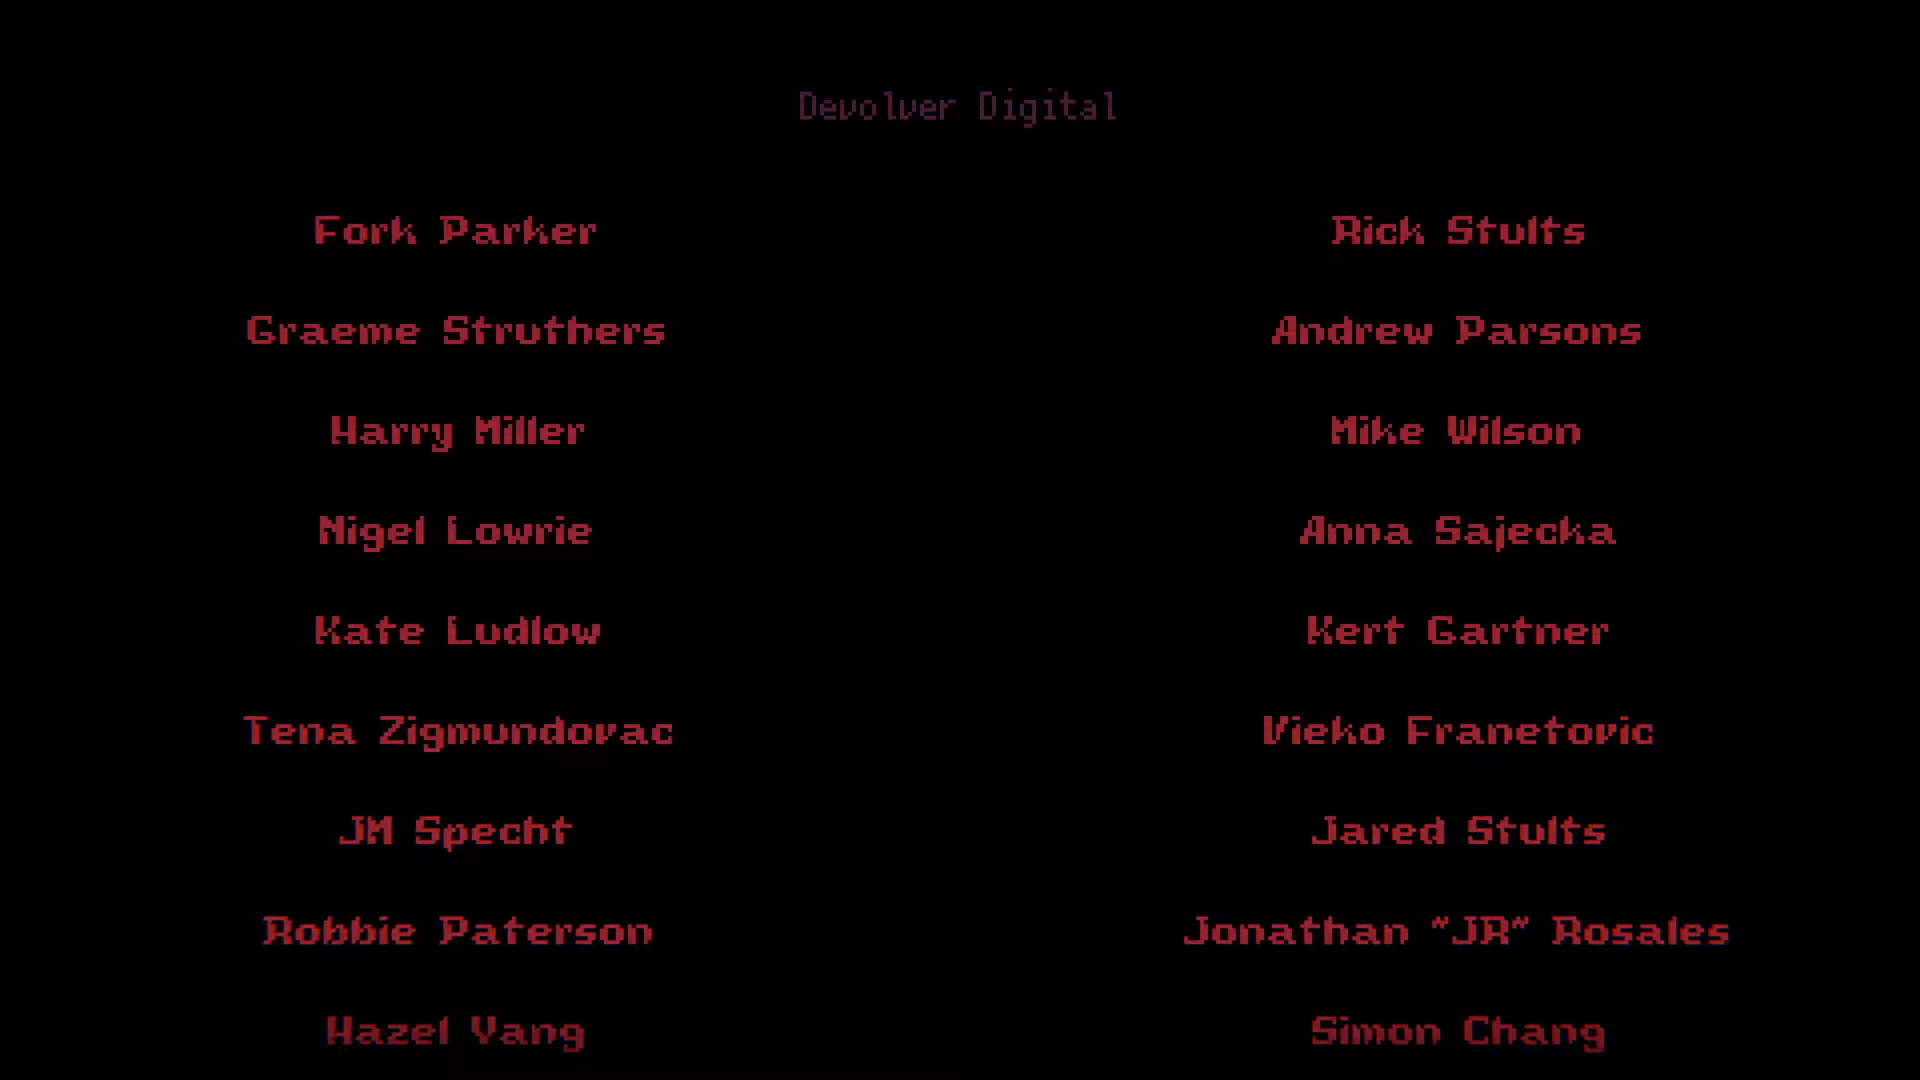 Devolver Digital
Fork Parker
Rick Stults
Graeme Struthers
Andrew Parsons
Harry Miller
Mike Wilson
Nigel Lowrie
Anna Sajecka
Kate Ludlow
Kert Gartner
Tena Zigmundovac
Vieko Franetovic
JM Specht
Jared Stults
Robbie Paterson
Jonathan "JR" Rosales
Hazel Vang
Simon Chang